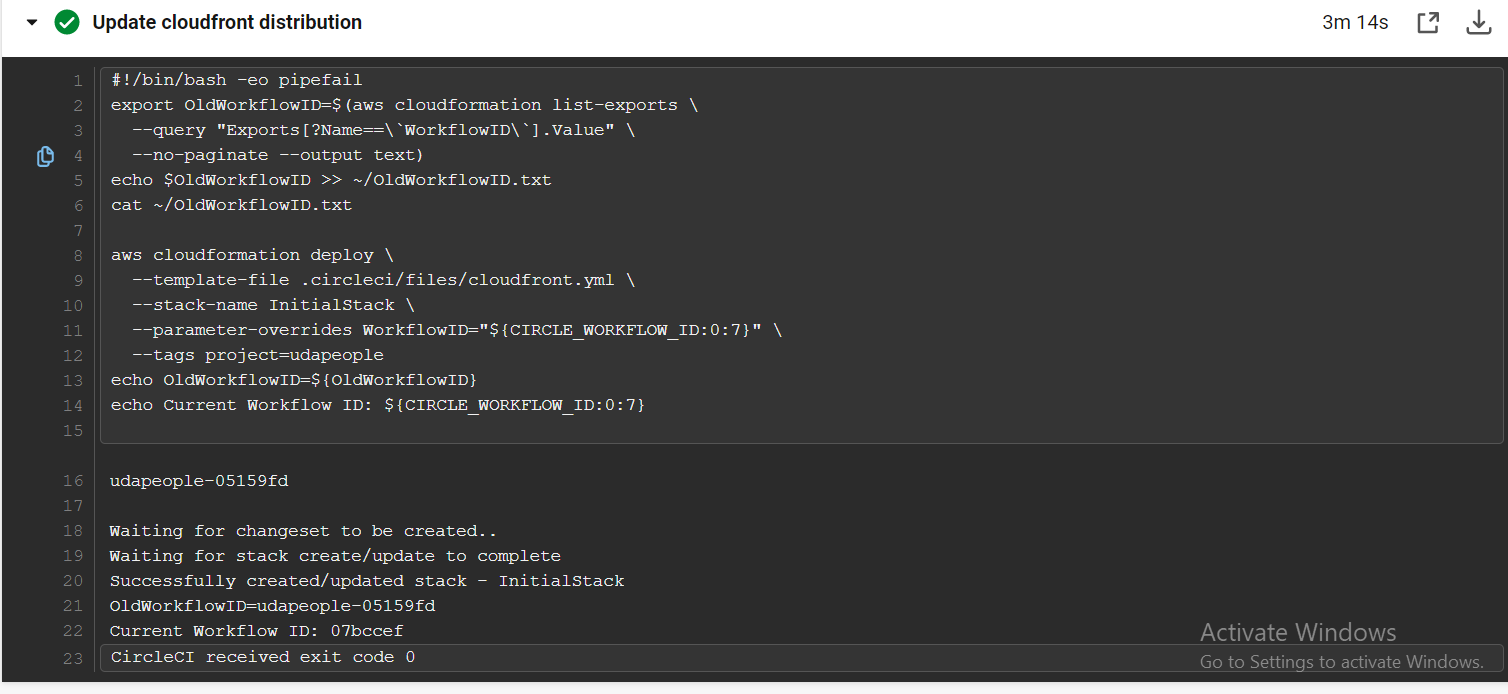 Update cloudfront distribution
3m 14s
1 #!/bin/bash -eo pipefail
2 export OldWorkflowID=$(aws cloudformation list-exports \
3   --query "Exports[?Name==\`WorkflowID\`].Value" \
4   --no-paginate --output text)
5 echo $OldWorkflowID >> ~/OldWorkflowID.txt
6 cat ~/OldWorkflowID.txt
7
8 aws cloudformation deploy \
9   --template-file .circleci/files/cloudfront.yml \
10   --stack-name InitialStack \
11   --parameter-overrides WorkflowID="${CIRCLE_WORKFLOW_ID:0:7}" \
12   --tags project=udapeople
13 echo OldWorkflowID=${OldWorkflowID}
14 echo Current Workflow ID: ${CIRCLE_WORKFLOW_ID:0:7}
15
16 udapeople-05159fd
17
18 Waiting for changeset to be created..
19 Waiting for stack create/update to complete
20 Successfully created/updated stack - InitialStack
21 OldWorkflowID=udapeople-05159fd
22 Current Workflow ID: 07bccef
23 CircleCI received exit code 0
Activate Windows
Go to Settings to activate Windows.